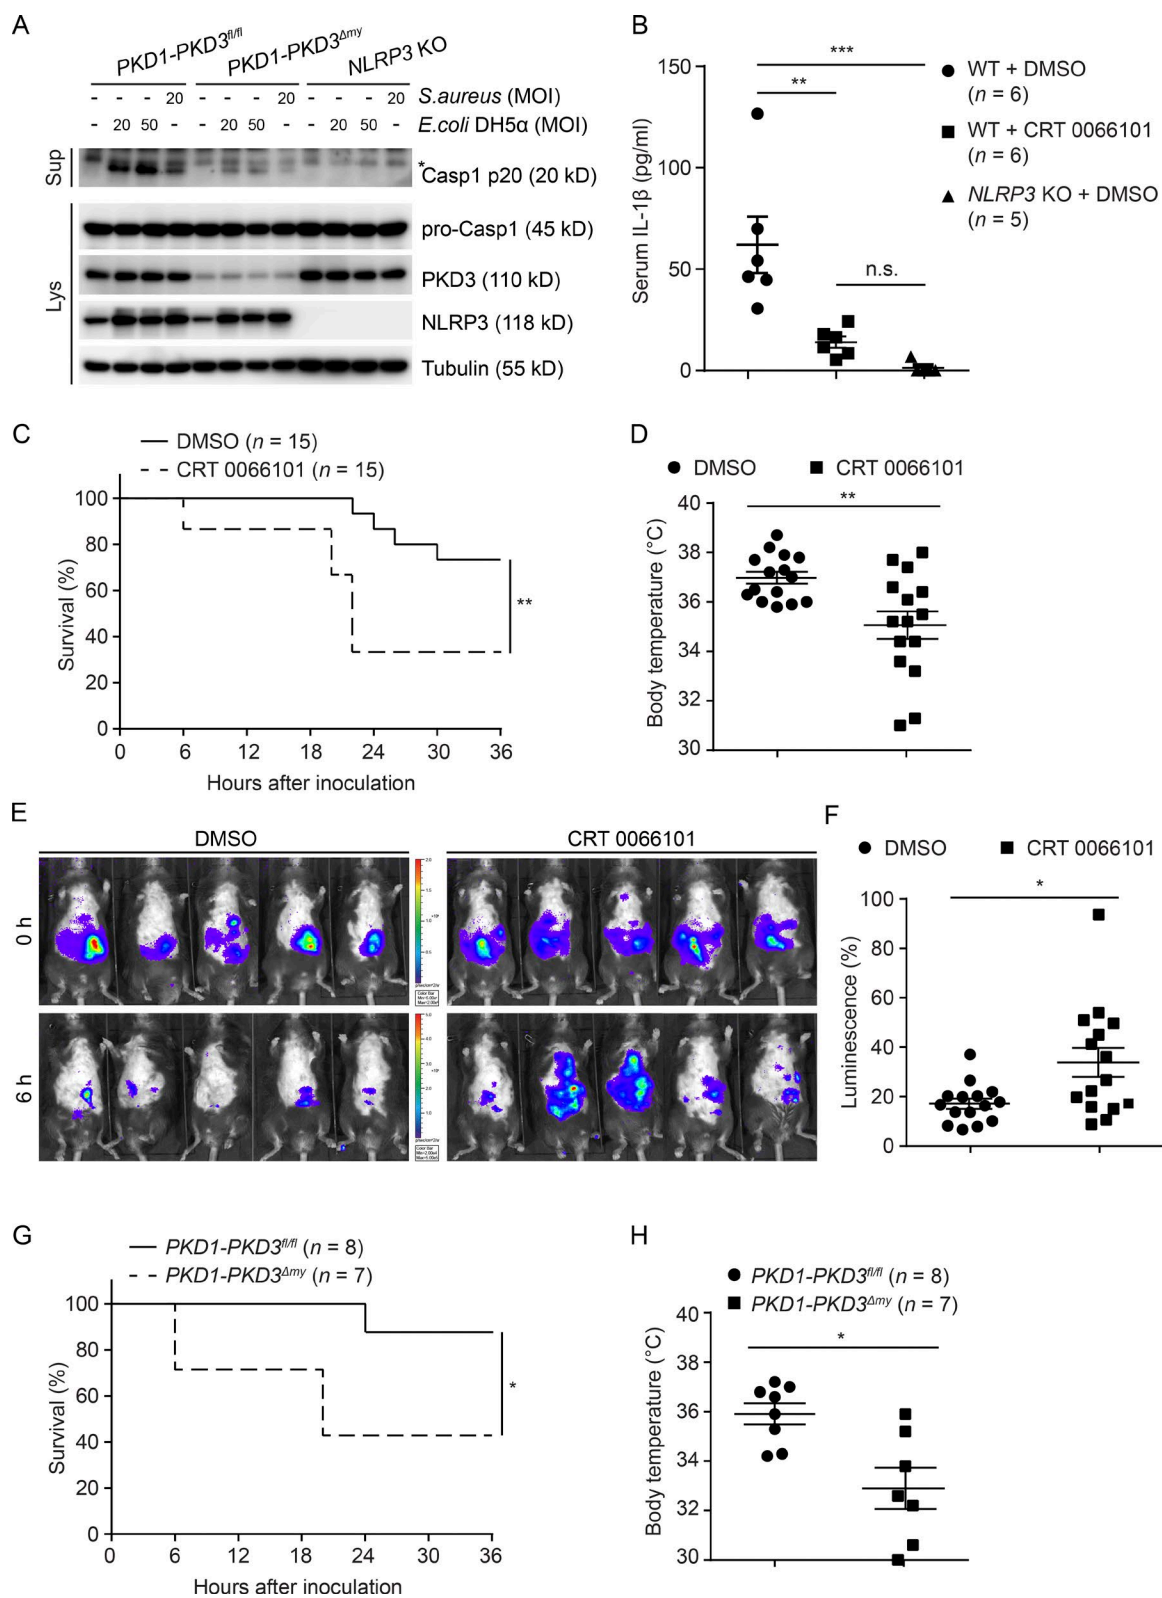 A
PKD1-PKD3fl/fl
PKD1-PKD3Δmy
NLRP3 KO
- - - 20 - - - 20 - - - 20 S.aureus (MOI)
- 20 50 - - 20 50 - - 20 50 - E.coli DH5α (MOI)
Sup
*
Casp1 p20 (20 kD)
Lys
pro-Casp1 (45 kD)
PKD3 (110 kD)
NLRP3 (118 kD)
Tubulin (55 kD)
B
Serum IL-1β (pg/ml)
150
100
50
0
***
**
n.s.
WT + DMSO
(n = 6)
WT + CRT 0066101
(n = 6)
NLRP3 KO + DMSO
(n = 5)
C
DMSO (n = 15)
CRT 0066101 (n = 15)
Survival (%)
100
80
60
40
20
0
**
0 6 12 18 24 30 36
Hours after inoculation
D
DMSO CRT 0066101
Body temperature (°C)
40
38
36
34
32
30
**
E
DMSO CRT 0066101
0 h
6 h
F
DMSO CRT 0066101
Luminescence (%)
100
80
60
40
20
0
*
G
PKD1-PKD3fl/fl (n = 8)
PKD1-PKD3Δmy (n = 7)
Survival (%)
100
80
60
40
20
0
*
0 6 12 18 24 30 36
Hours after inoculation
H
PKD1-PKD3fl/fl (n = 8)
PKD1-PKD3Δmy (n = 7)
Body temperature (°C)
40
38
36
34
32
30
*